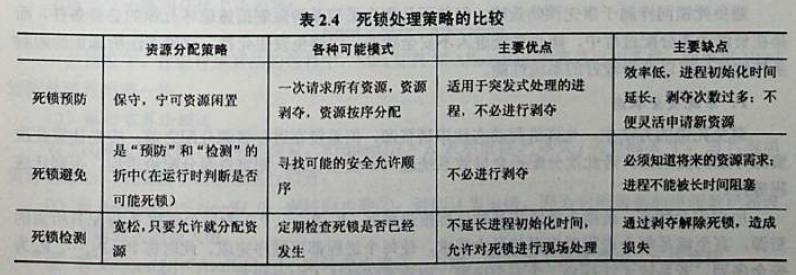 表 2.4 死锁处理策略的比较
资源分配策略 各种可能模式 主要优点 主要缺点
死锁预防
保守，宁可资源闲置
一次请求所有资源，资源
剥夺，资源按序分配
适用于突发式处理的进
程，不必进行剥夺
效率低，进程初始化时间
延长；剥夺次数过多；不
便灵活申请新资源
死锁避免
是“预防”和“检测”的
折中(在运行时判断是否
可能死锁)
寻找可能的安全允许顺
序
不必进行剥夺
必须知道将来的资源需求；
进程不能被长时间阻塞
死锁检测
宽松,只要允许就分配资
源
定期检查死锁是否已经
发生
不延长进程初始化时间，
允许对死锁进行现场处理
通过剥夺解除死锁，造成
损失